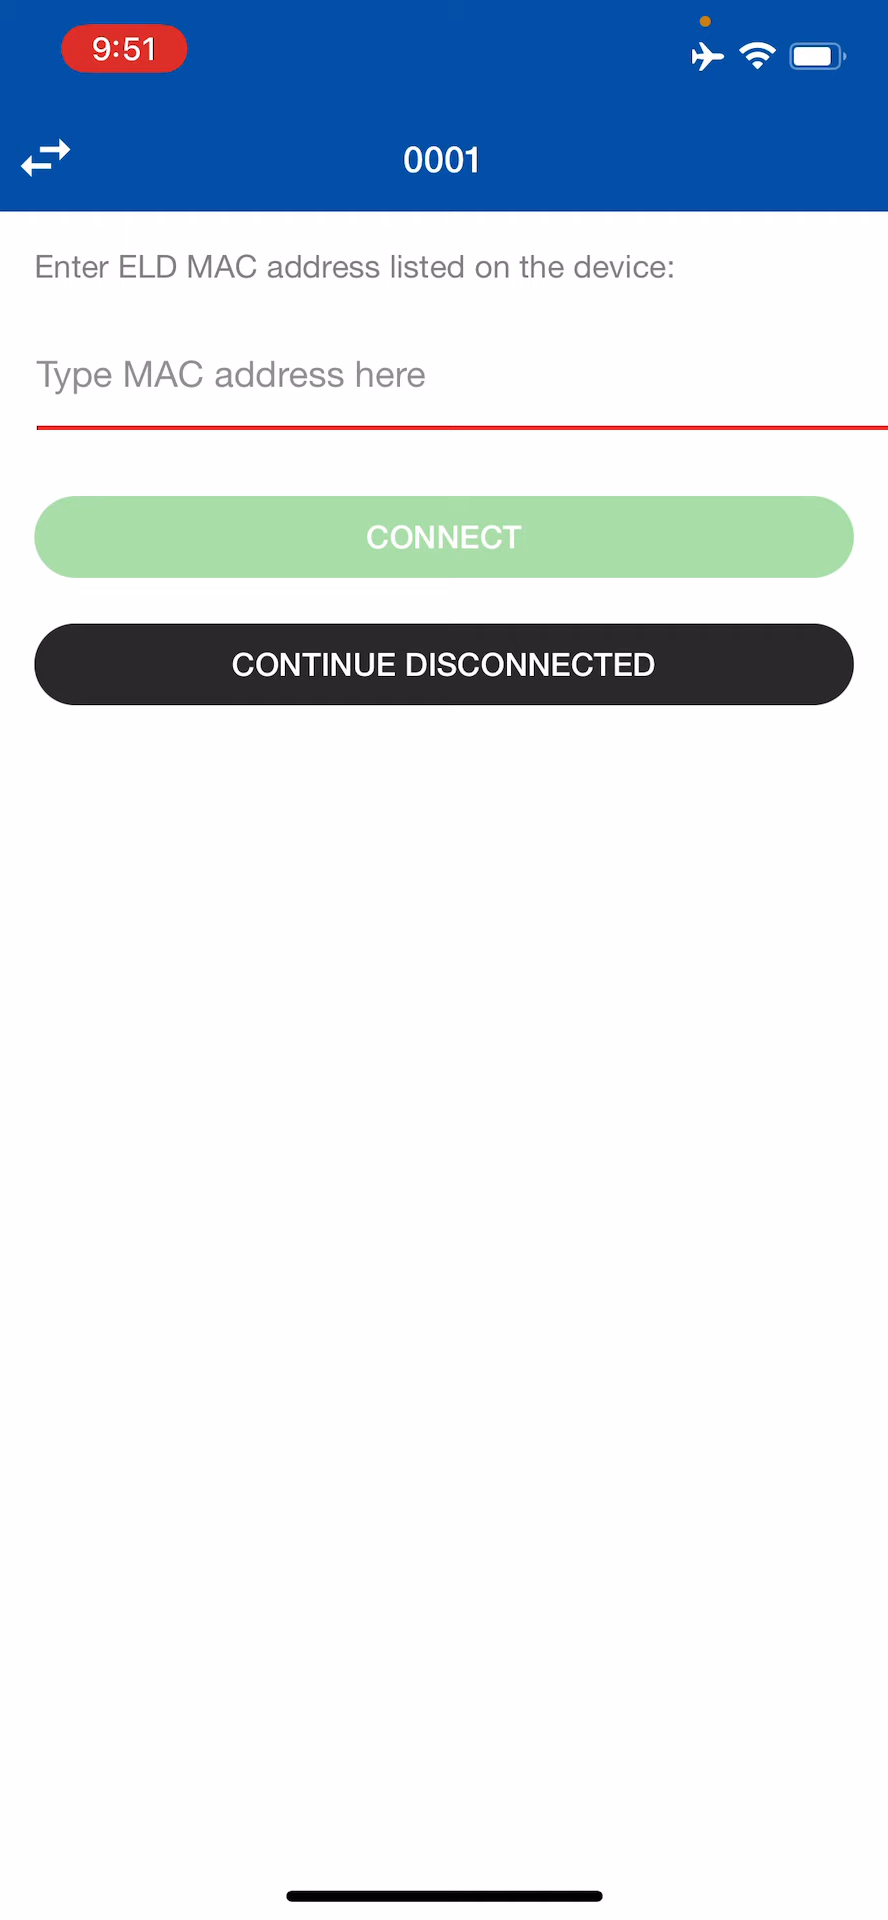 9:51
0001
Enter ELD MAC address listed on the device:
Type MAC address here
CONNECT
CONTINUE DISCONNECTED